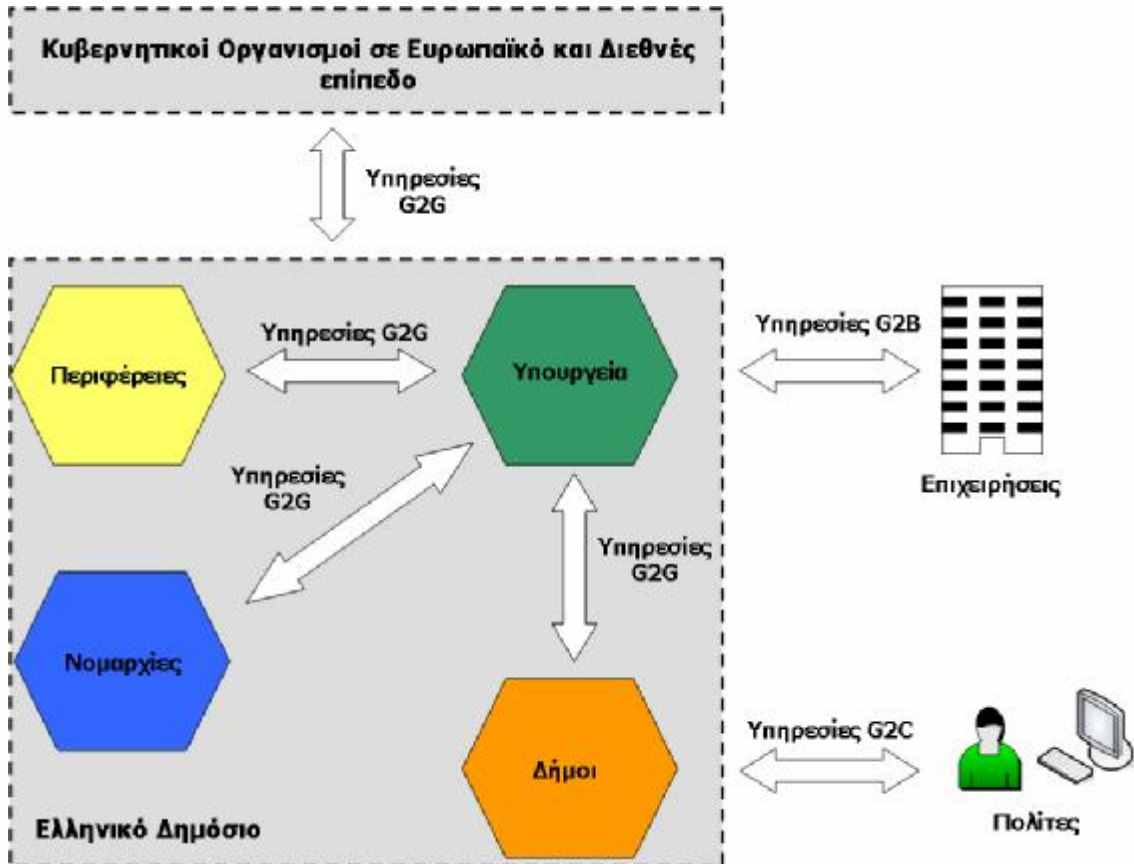 Κυβερνητικοί Οργανισμοί σε Ευρωπαϊκό και Διεθνές
επίπεδο
Υπηρεσίες
G2G
Υπηρεσίες G2G
Περιφέρειες
Υπουργεία
Υπηρεσίες G2B
Επιχειρήσεις
Υπηρεσίες
G2G
Υπηρεσίες
G2G
Νομαρχίες
Δήμοι
Υπηρεσίες G2C
Πολίτες
Ελληνικό Δημόσιο